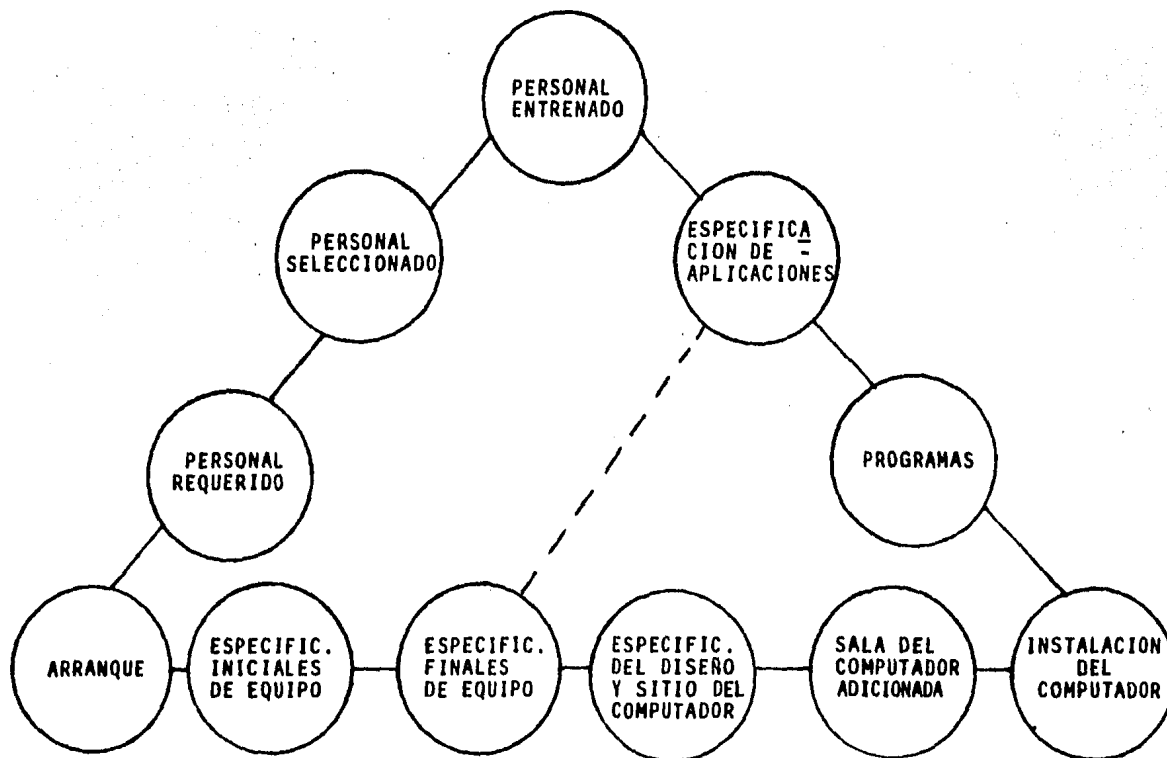 PERSONAL
ENTRENADO
PERSONAL
SELECCIONADO
ESPECIFICA
CION DE -
APLICACIONES
PERSONAL
REQUERIDO
PROGRAMAS
ARRANQUE
ESPECIFIC.
INICIALES
DE EQUIPO
ESPECIFIC.
FINALES
DE EQUIPO
ESPECIFIC.
DEL DISEÑO
Y SITIO DEL
COMPUTADOR
SALA DEL
COMPUTADOR
ADICIONADA
INSTALACION
DEL
COMPUTADOR